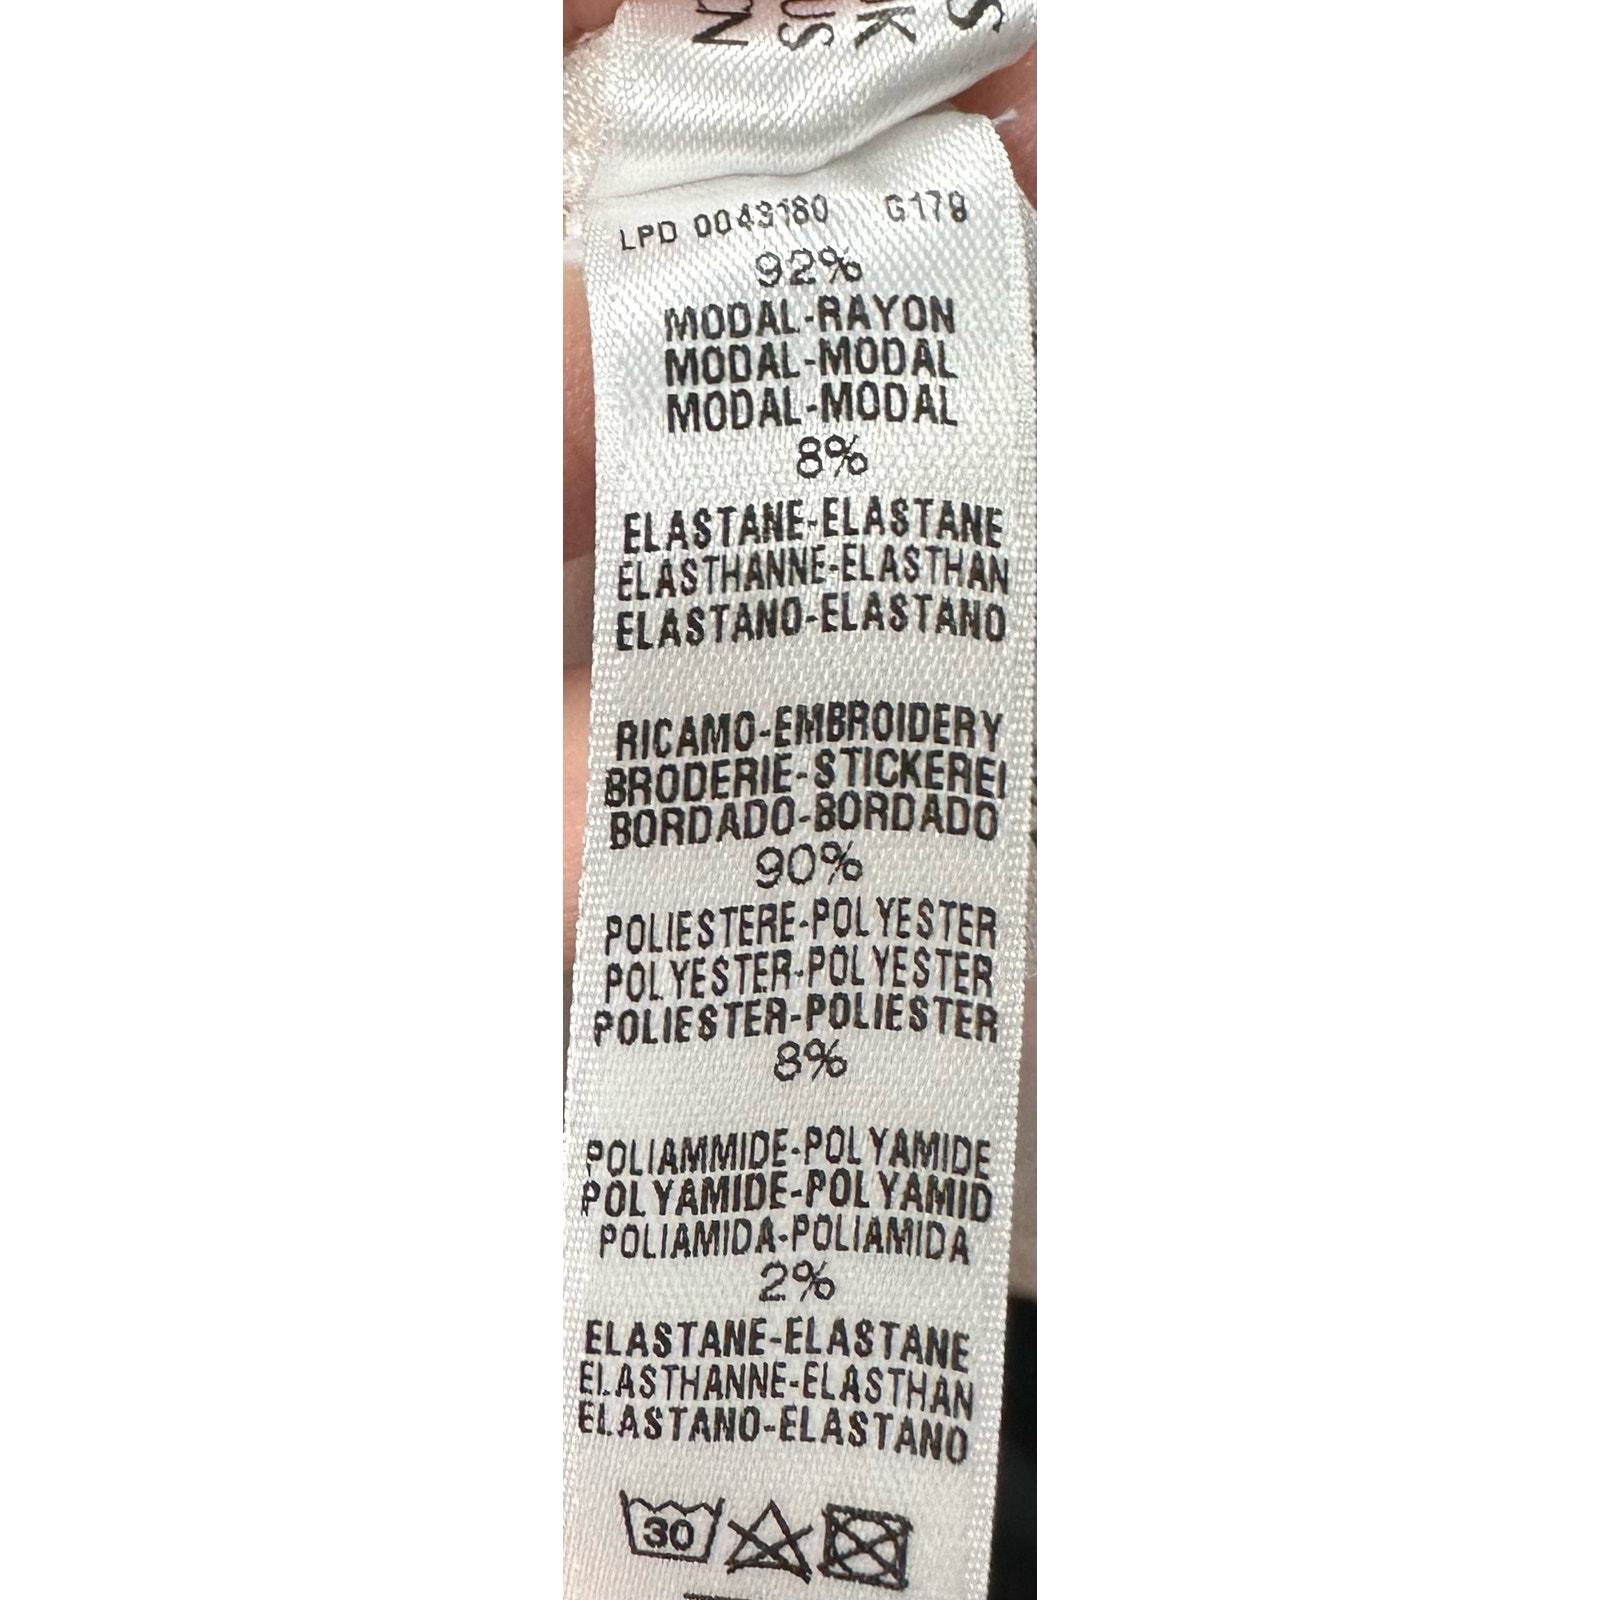 LPD 0043180 G179
92%
MODAL-RAYON
MODAL-MODAL
MODAL-MODAL
8%
ELASTANE-ELASTANE
ELASTHANNE-ELASTHAN
ELASTANO-ELASTANO
RICAMO-EMBROIDERY
BRODERIE-STICKEREI
BORDADO-BORDADO
90%
POLIESTERE-POLYESTER
POLYESTER-POLYESTER
POLIESTER-POLIESTER
8%
POLIAMMIDE-POLYAMIDE
POLYAMIDE-POLYAMID
POLIAMIDA-POLIAMIDA
2%
ELASTANE-ELASTANE
ELASTHANNE-ELASTHAN
ELASTANO-ELASTANO
30